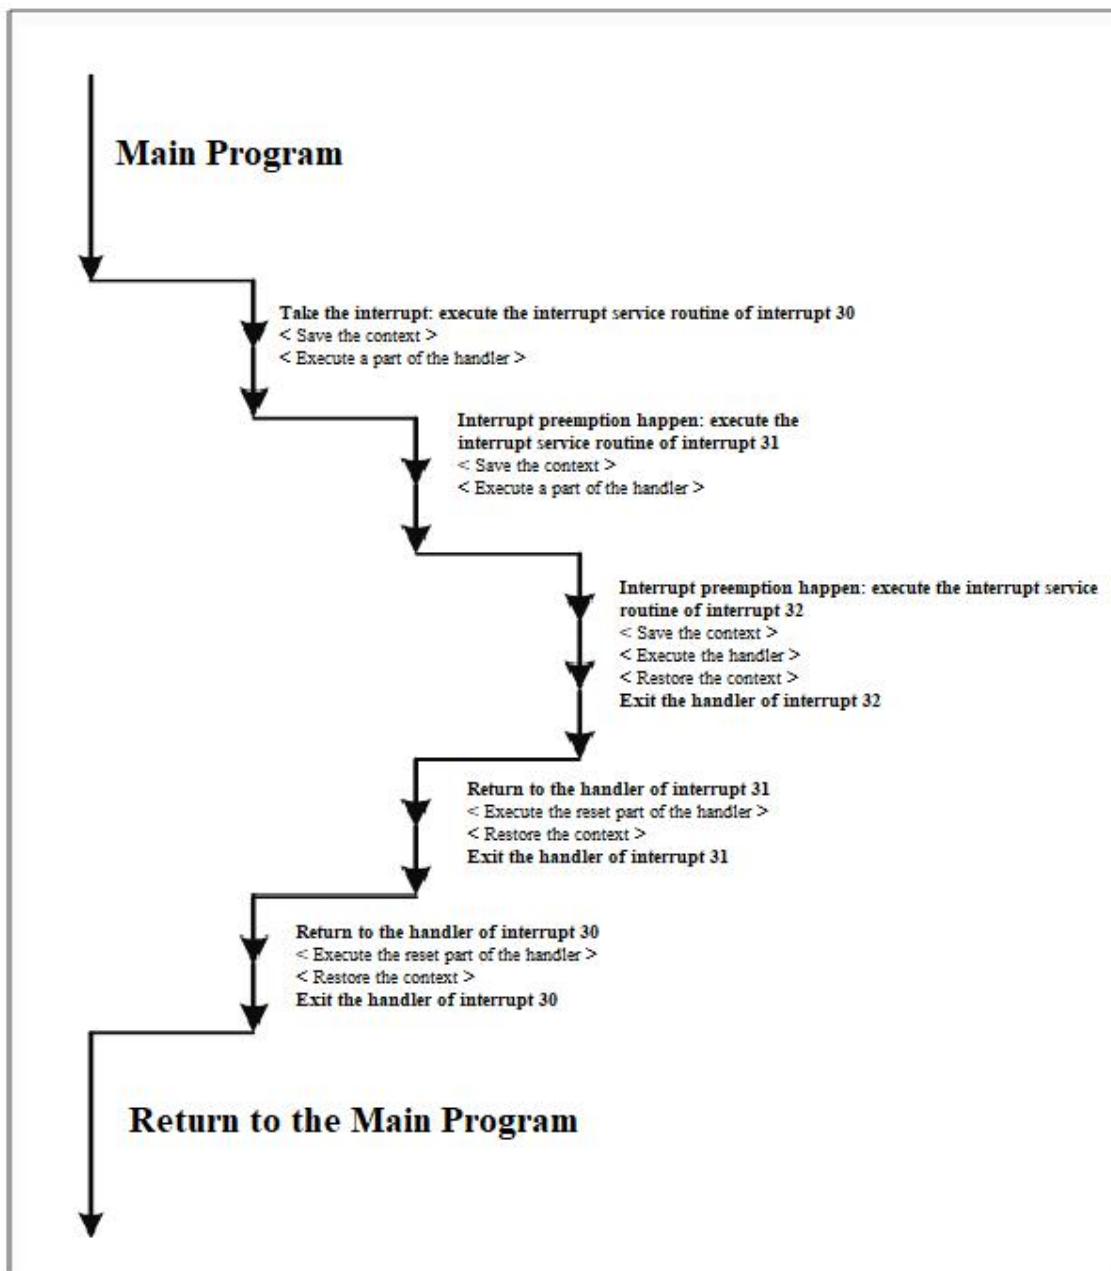 Main Program
Take the interrupt: execute the interrupt service routine of interrupt 30
< Save the context >
< Execute a part of the handler >
Interrupt preemption happen: execute the
interrupt service routine of interrupt 31
< Save the context >
< Execute a part of the handler >
Interrupt preemption happen: execute the interrupt service
routine of interrupt 32
< Save the context >
< Execute the handler >
< Restore the context >
Exit the handler of interrupt 32
Return to the handler of interrupt 31
< Execute the reset part of the handler >
< Restore the context >
Exit the handler of interrupt 31
Return to the handler of interrupt 30
< Execute the reset part of the handler >
< Restore the context >
Exit the handler of interrupt 30
Return to the Main Program